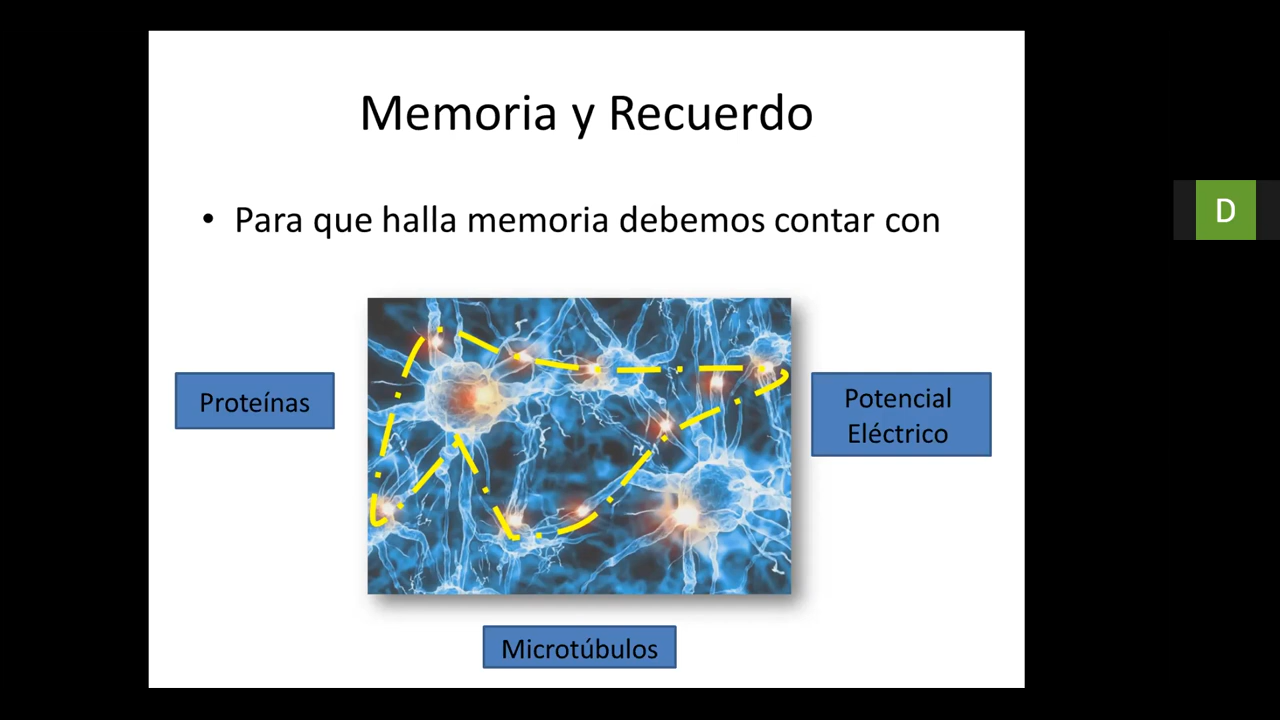 Memoria y Recuerdo
• Para que halla memoria debemos contar con
Proteínas
Potencial
Eléctrico
Microtúbulos
D